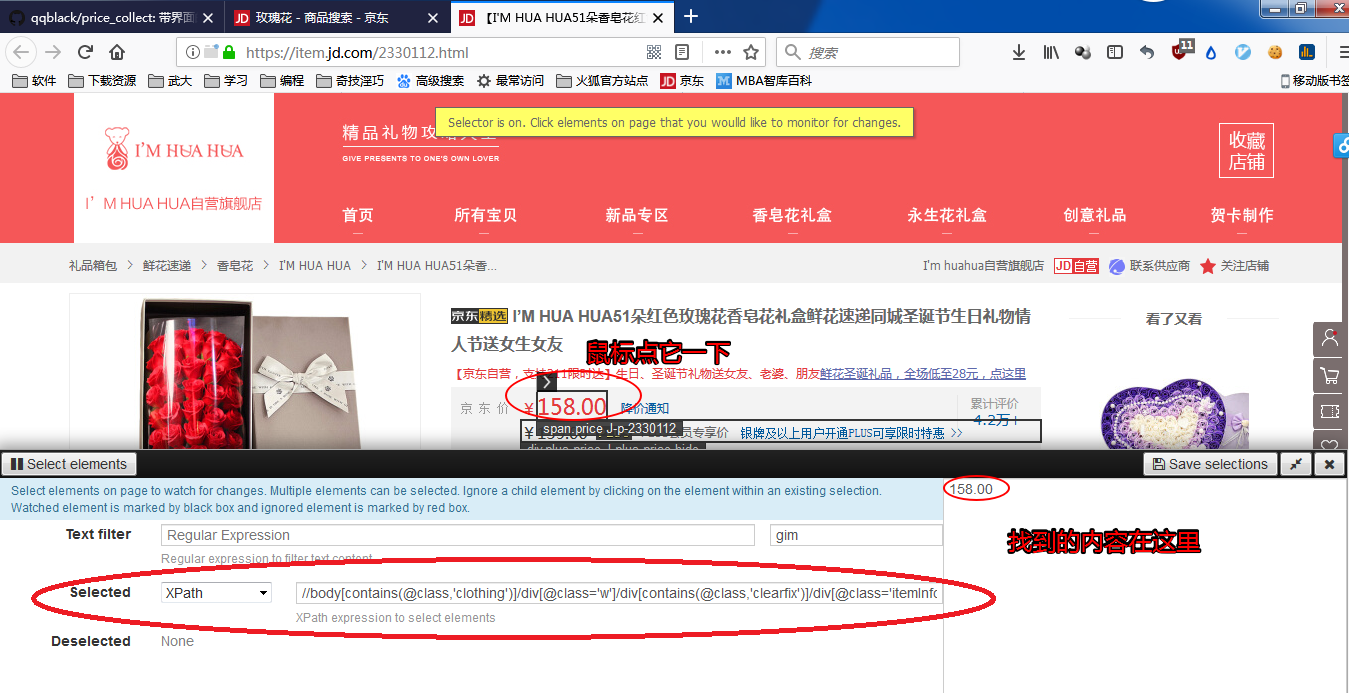 qqblack/price_collect: 带界面
玫瑰花 - 商品搜索 - 京东
【I'M HUA HUA51朵香皂花红
https://item.jd.com/2330112.html
搜索
11
软件
下载资源
武大
学习
编程
奇技淫巧
高级搜索
最常访问
火狐官方站点
京东
MBA智库百科
移动版书签
Selector is on. Click elements on page that you would like to monitor for changes.
I'M HUA HUA
I'M HUA HUA自营旗舰店
精品礼物攻略大全
GIVE PRESENTS TO ONE'S OWN LOVER
收藏
店铺
首页
所有宝贝
新品专区
香皂花礼盒
永生花礼盒
创意礼品
贺卡制作
礼品箱包 > 鲜花速递 > 香皂花 > I'M HUA HUA > I'M HUA HUA51朵香...
I'm huahua自营旗舰店
JD自营
联系供应商
关注店铺
京东精选 I'M HUA HUA51朵红色玫瑰花香皂花礼盒鲜花速递同城圣诞节生日礼物情
人节送女生女友
看了又看
鼠标点它一下
【京东自营，支持211限时达】生日、圣诞节礼物送女友、老婆、朋友鲜花圣诞礼品，全场低至28元，点这里
京 东 价
¥158.00
降价通知
累计评价
4.2万+
span.price J-p-2330112
会员专享价
银牌及以上用户开通PLUS可享限时特惠 >>
Select elements
Save selections
Select elements on page to watch for changes. Multiple elements can be selected. Ignore a child element by clicking on the element within an existing selection.
Watched element is marked by black box and ignored element is marked by red box.
158.00
找到的内容在这里
Text filter
Regular Expression
gim
Regular expression to filter text content
Selected
XPath
//body[contains(@class,'clothing')]/div[@class='w']/div[contains(@class,'clearfix')]/div[@class='itemInfo
XPath expression to select elements
Deselected
None